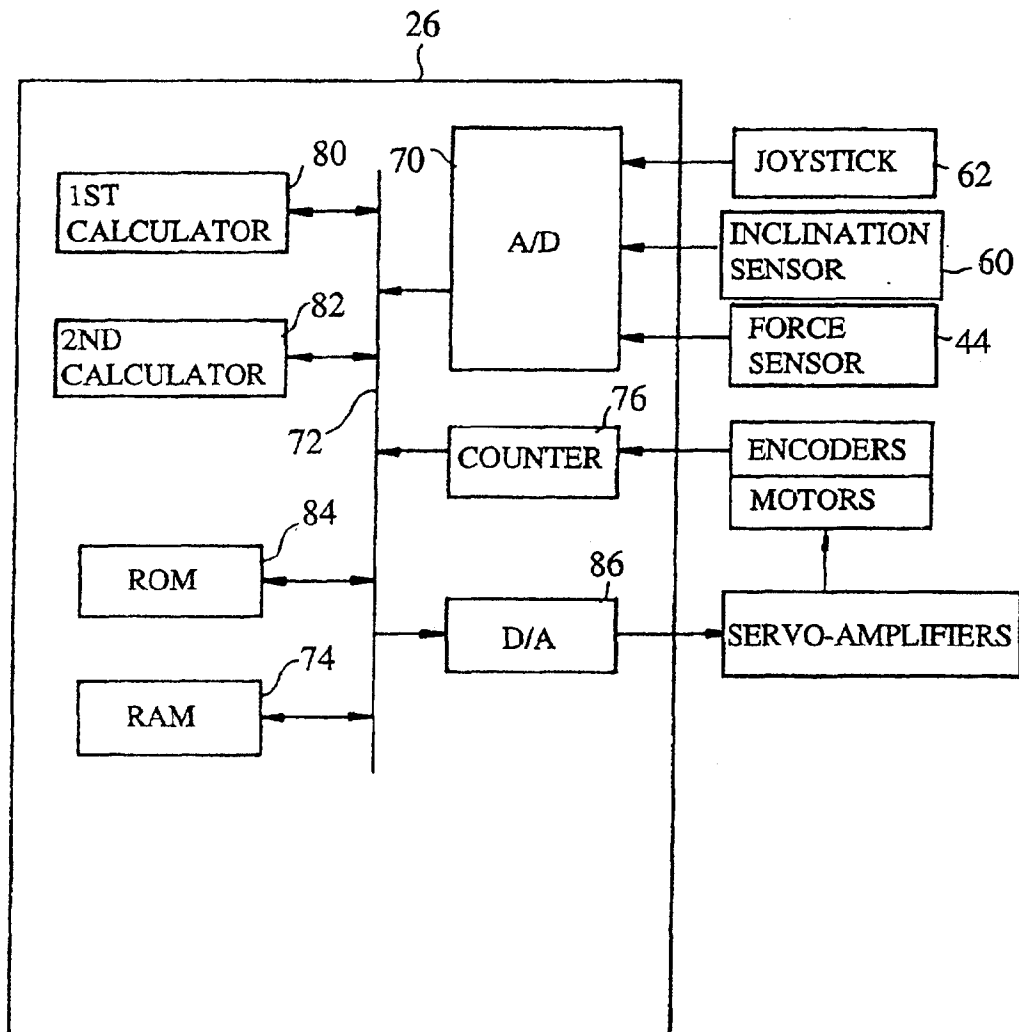 26
80
1ST
CALCULATOR
70
A/D
JOYSTICK
62
INCLINATION
SENSOR
60
82
2ND
CALCULATOR
FORCE
SENSOR
44
72
76
COUNTER
ENCODERS
MOTORS
84
ROM
86
D/A
SERVO-AMPLIFIERS
74
RAM